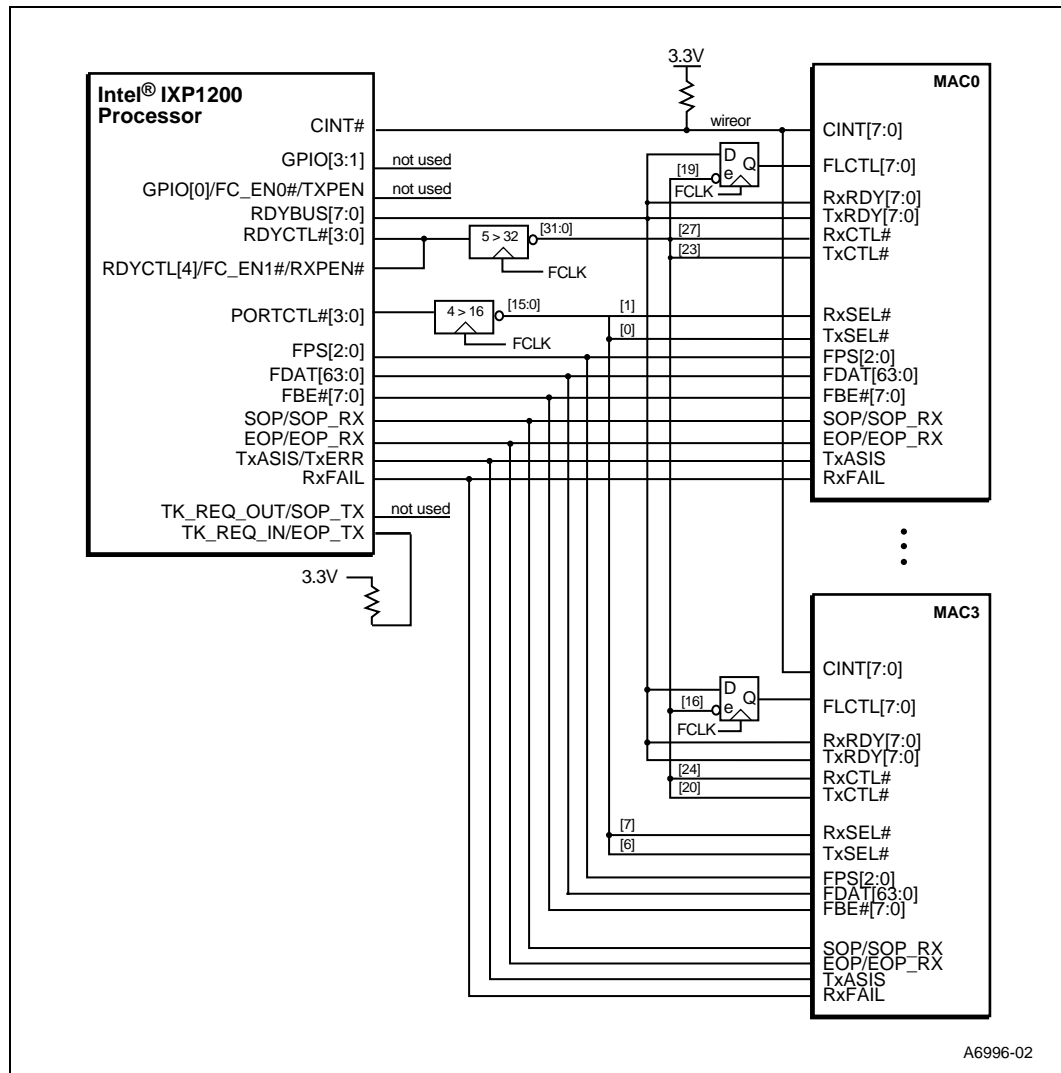 3.3V
MAC0
Intel® IXP1200
Processor
CINT#
wireor
CINT[7:0]
GPIO[3:1]
not used
D
Q
e
FCLK
[19]
FLCTL[7:0]
GPIO[0]/FC_EN0#/TXPEN
not used
RxRDY[7:0]
RDYBUS[7:0]
TxRDY[7:0]
RDYCTL#[3:0]
5 > 32
[31:0]
[27]
RxCTL#
[23]
TxCTL#
RDYCTL[4]/FC_EN1#/RXPEN#
FCLK
PORTCTL#[3:0]
4 > 16
[15:0]
[1]
RxSEL#
FCLK
[0]
TxSEL#
FPS[2:0]
FPS[2:0]
FDAT[63:0]
FDAT[63:0]
FBE#[7:0]
FBE#[7:0]
SOP/SOP_RX
SOP/SOP_RX
EOP/EOP_RX
EOP/EOP_RX
TxASIS/TxERR
TxASIS
RxFAIL
RxFAIL
TK_REQ_OUT/SOP_TX
not used
TK_REQ_IN/EOP_TX
3.3V
MAC3
CINT[7:0]
D
Q
e
FCLK
[16]
FLCTL[7:0]
RxRDY[7:0]
TxRDY[7:0]
[24]
RxCTL#
[20]
TxCTL#
[7]
RxSEL#
[6]
TxSEL#
FPS[2:0]
FDAT[63:0]
FBE#[7:0]
SOP/SOP_RX
EOP/EOP_RX
TxASIS
RxFAIL
A6996-02